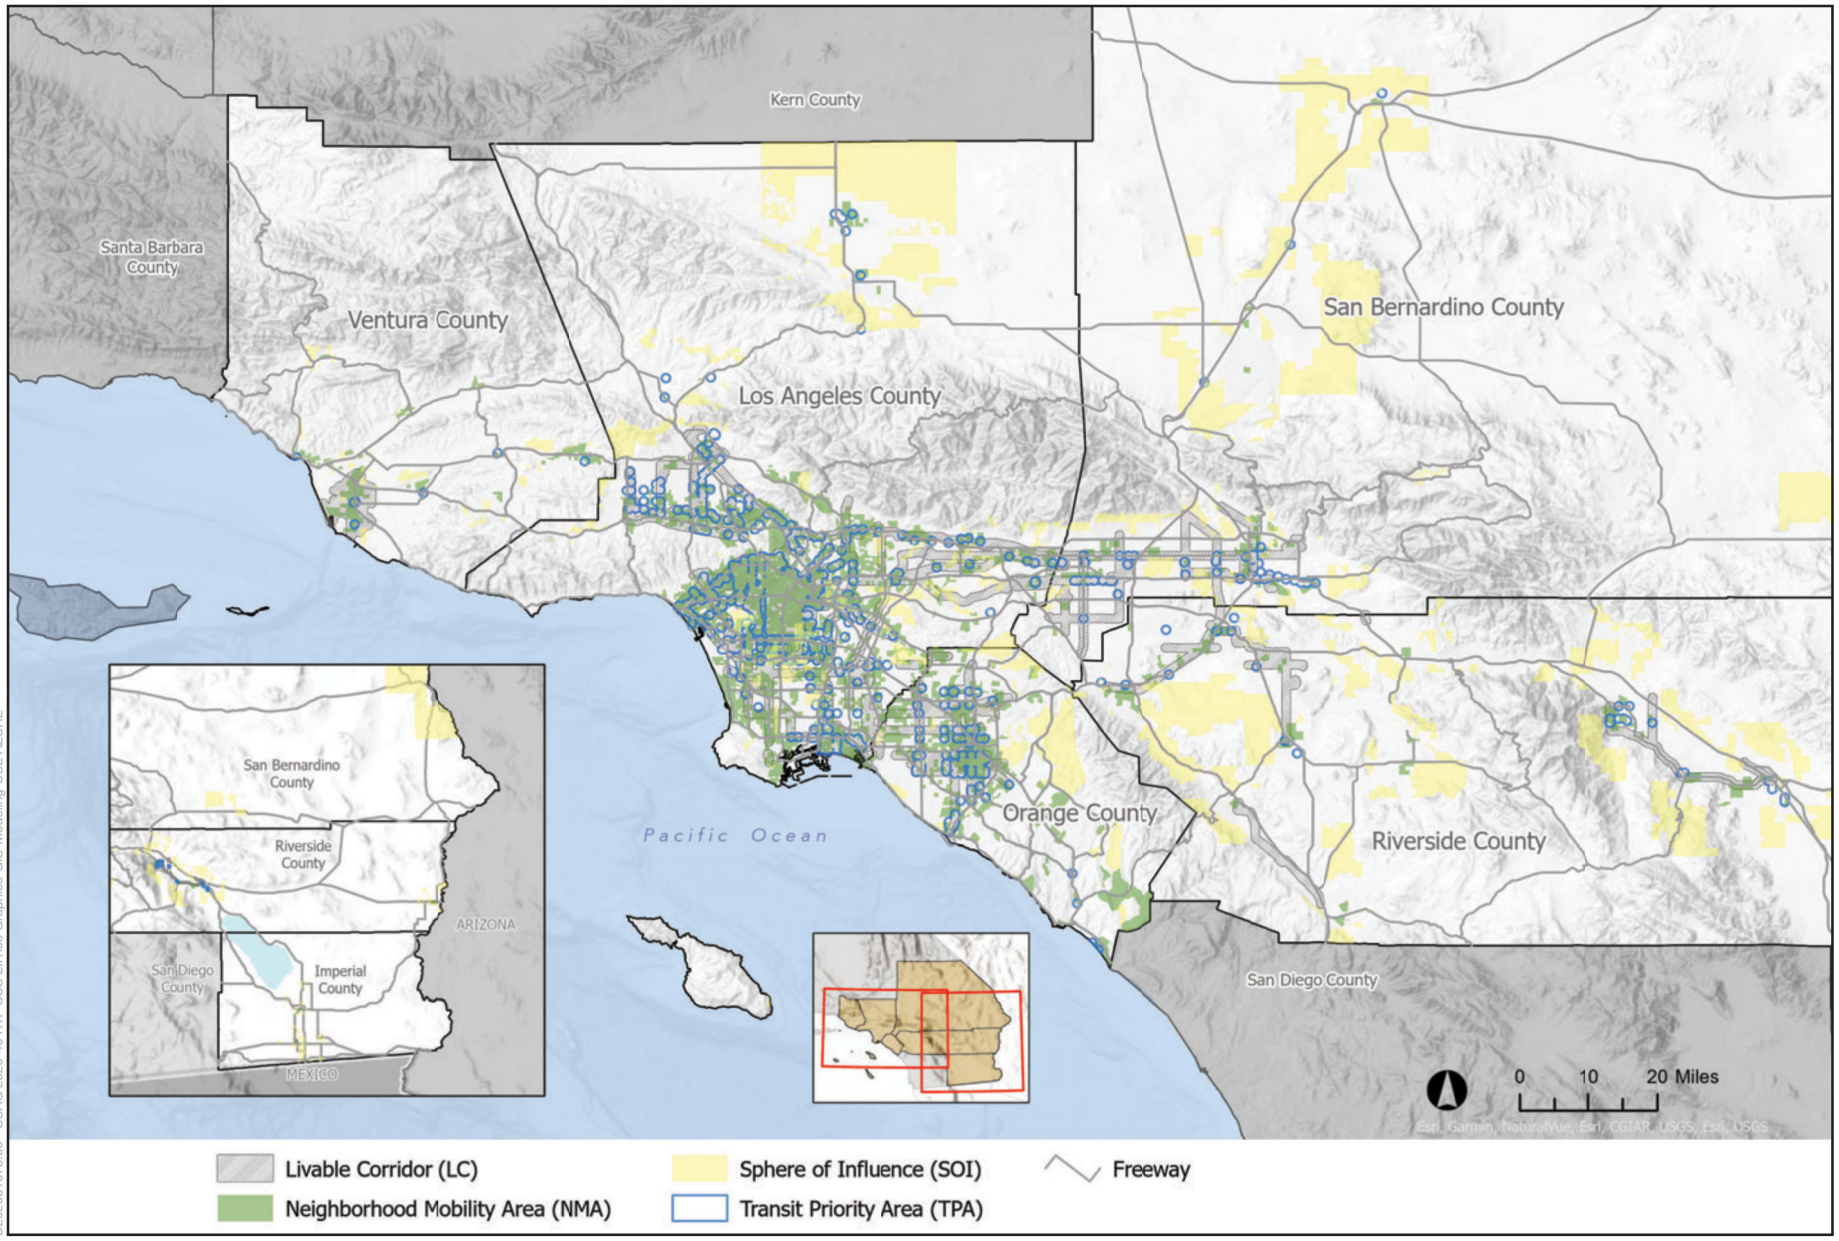 Kern County
Santa Barbara
County
Ventura County
San Bernardino County
Los Angeles County
Pacific Ocean
Orange County
Riverside County
San Diego County
San Bernardino
County
Riverside
County
ARIZONA
San Diego
County
Imperial
County
MEXICO
0 10 20 Miles
Esri, Garmin, NaturalVue, Esri, CGIAR, USGS, Esri, USGS
Livable Corridor (LC)
Sphere of Influence (SOI)
Freeway
Neighborhood Mobility Area (NMA)
Transit Priority Area (TPA)